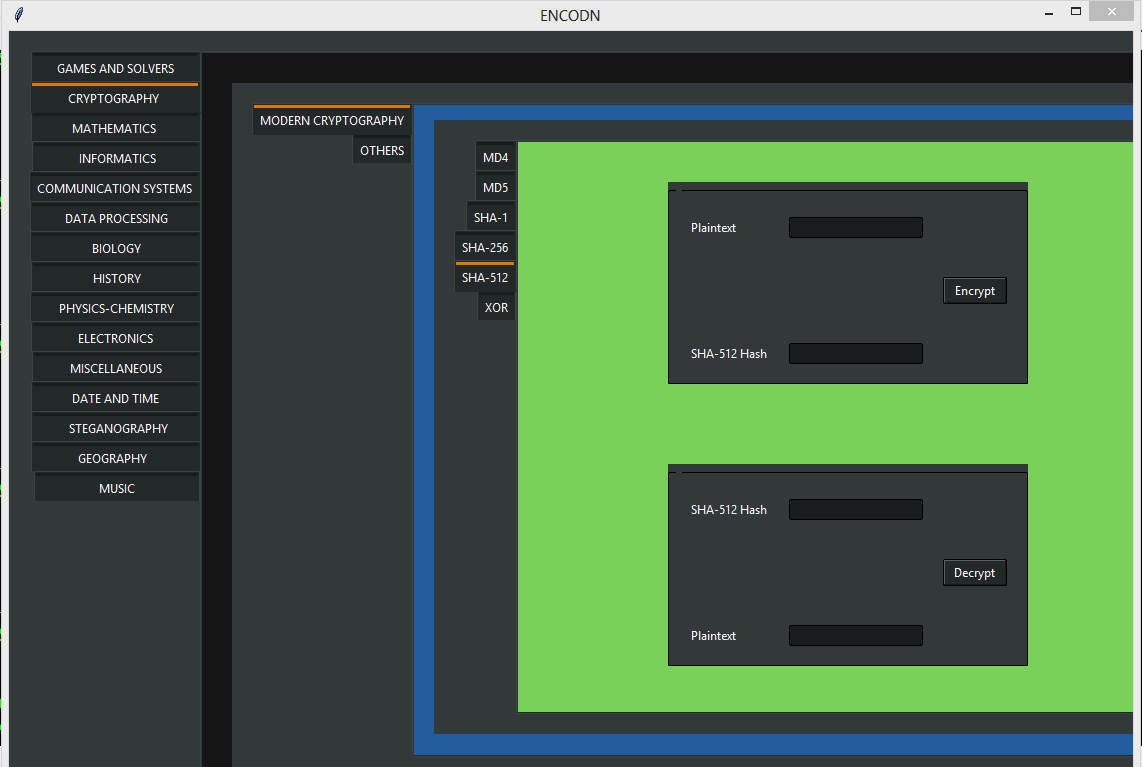 ENCODN
GAMES AND SOLVERS
CRYPTOGRAPHY
MATHEMATICS
INFORMATICS
COMMUNICATION SYSTEMS
DATA PROCESSING
BIOLOGY
HISTORY
PHYSICS-CHEMISTRY
ELECTRONICS
MISCELLANEOUS
DATE AND TIME
STEGANOGRAPHY
GEOGRAPHY
MUSIC
MODERN CRYPTOGRAPHY
OTHERS
MD4
MD5
SHA-1
SHA-256
SHA-512
XOR
Plaintext
Encrypt
SHA-512 Hash
SHA-512 Hash
Decrypt
Plaintext